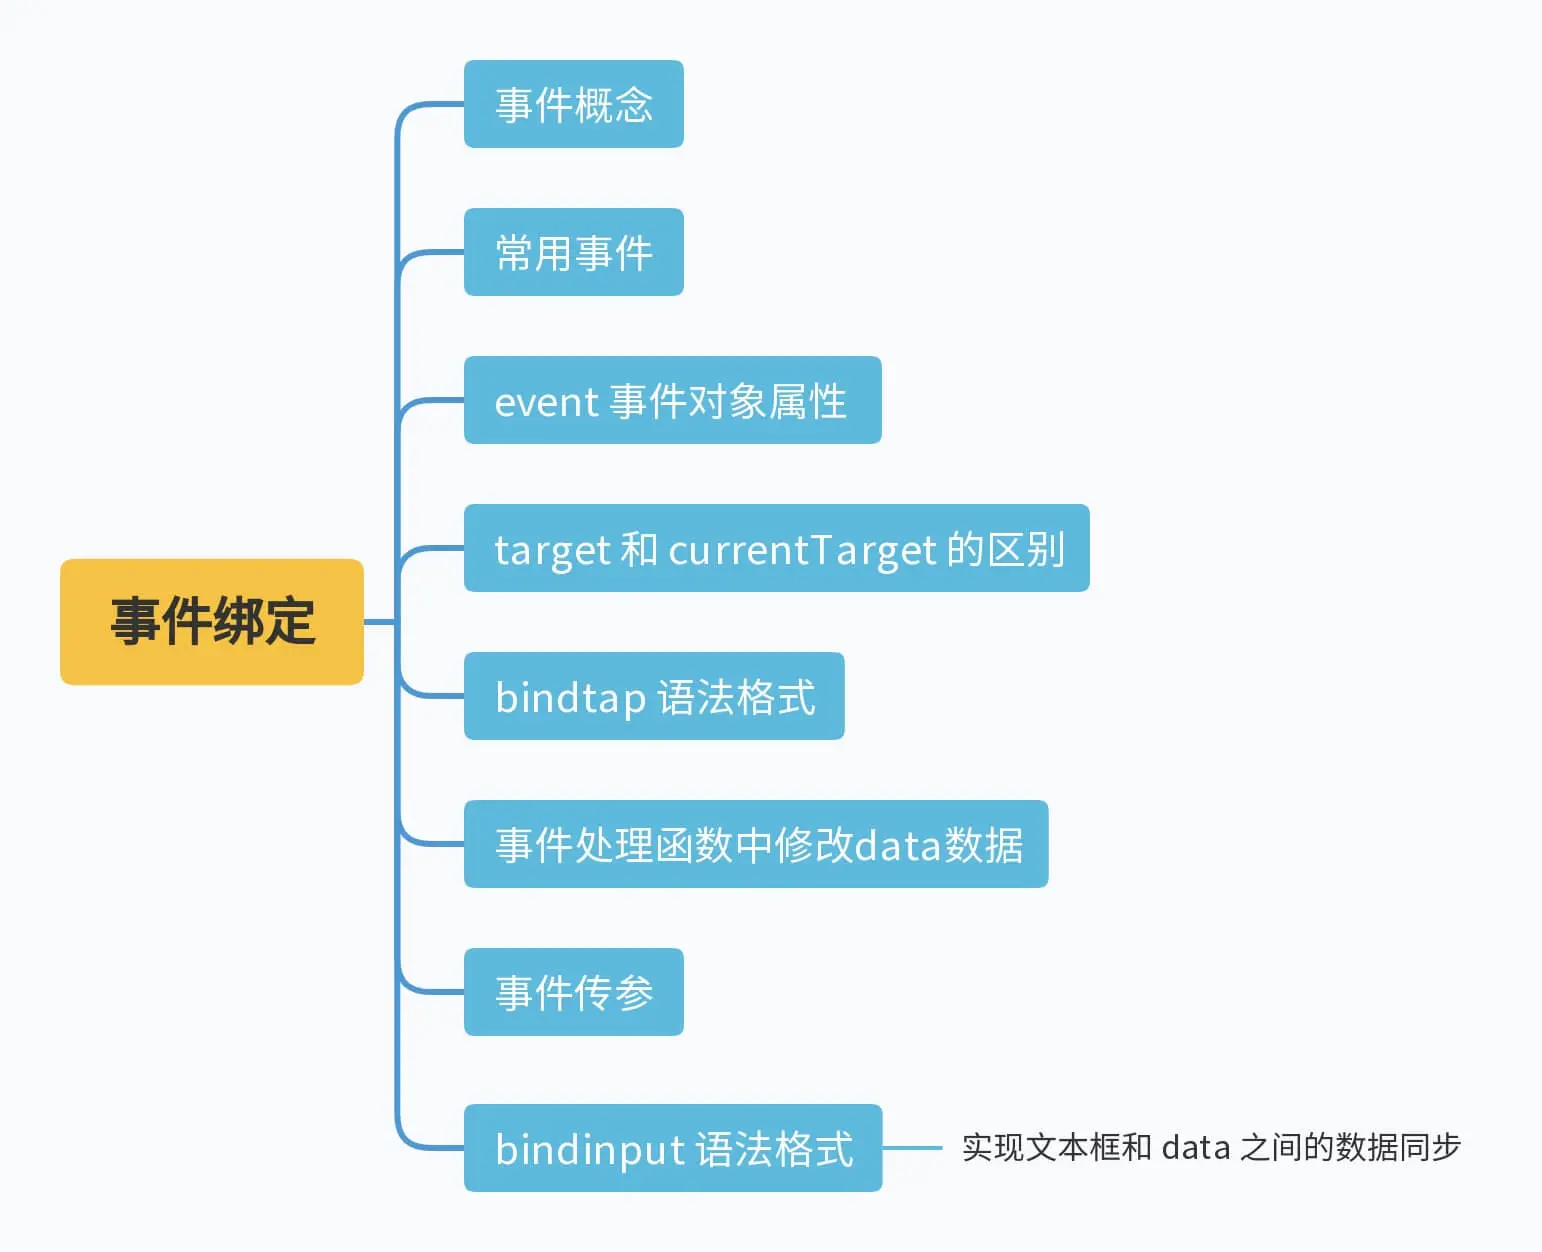 事件概念
常用事件
event 事件对象属性
target 和 currentTarget 的区别
事件绑定
bindtap 语法格式
事件处理函数中修改data数据
事件传参
bindinput 语法格式
实现文本框和 data 之间的数据同步